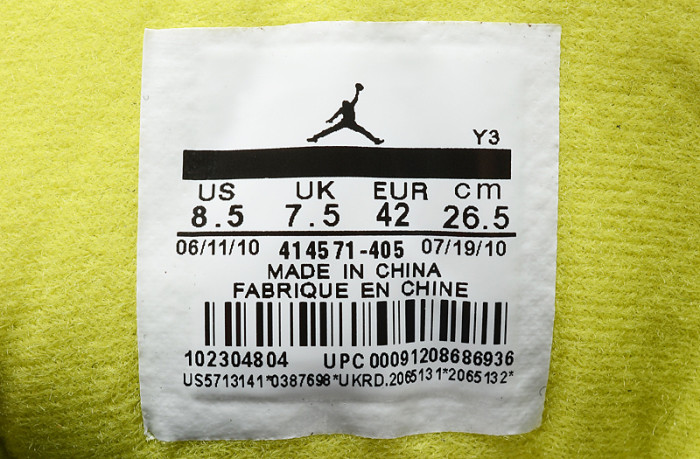 Y3
US UK EUR cm
8.5 7.5 42 26.5
06/11/10 414571-405 07/19/10
MADE IN CHINA
FABRIQUE EN CHINE
102304804 UPC 00091208686936
US5713141*0387698*UKRD.2065131*2065132*